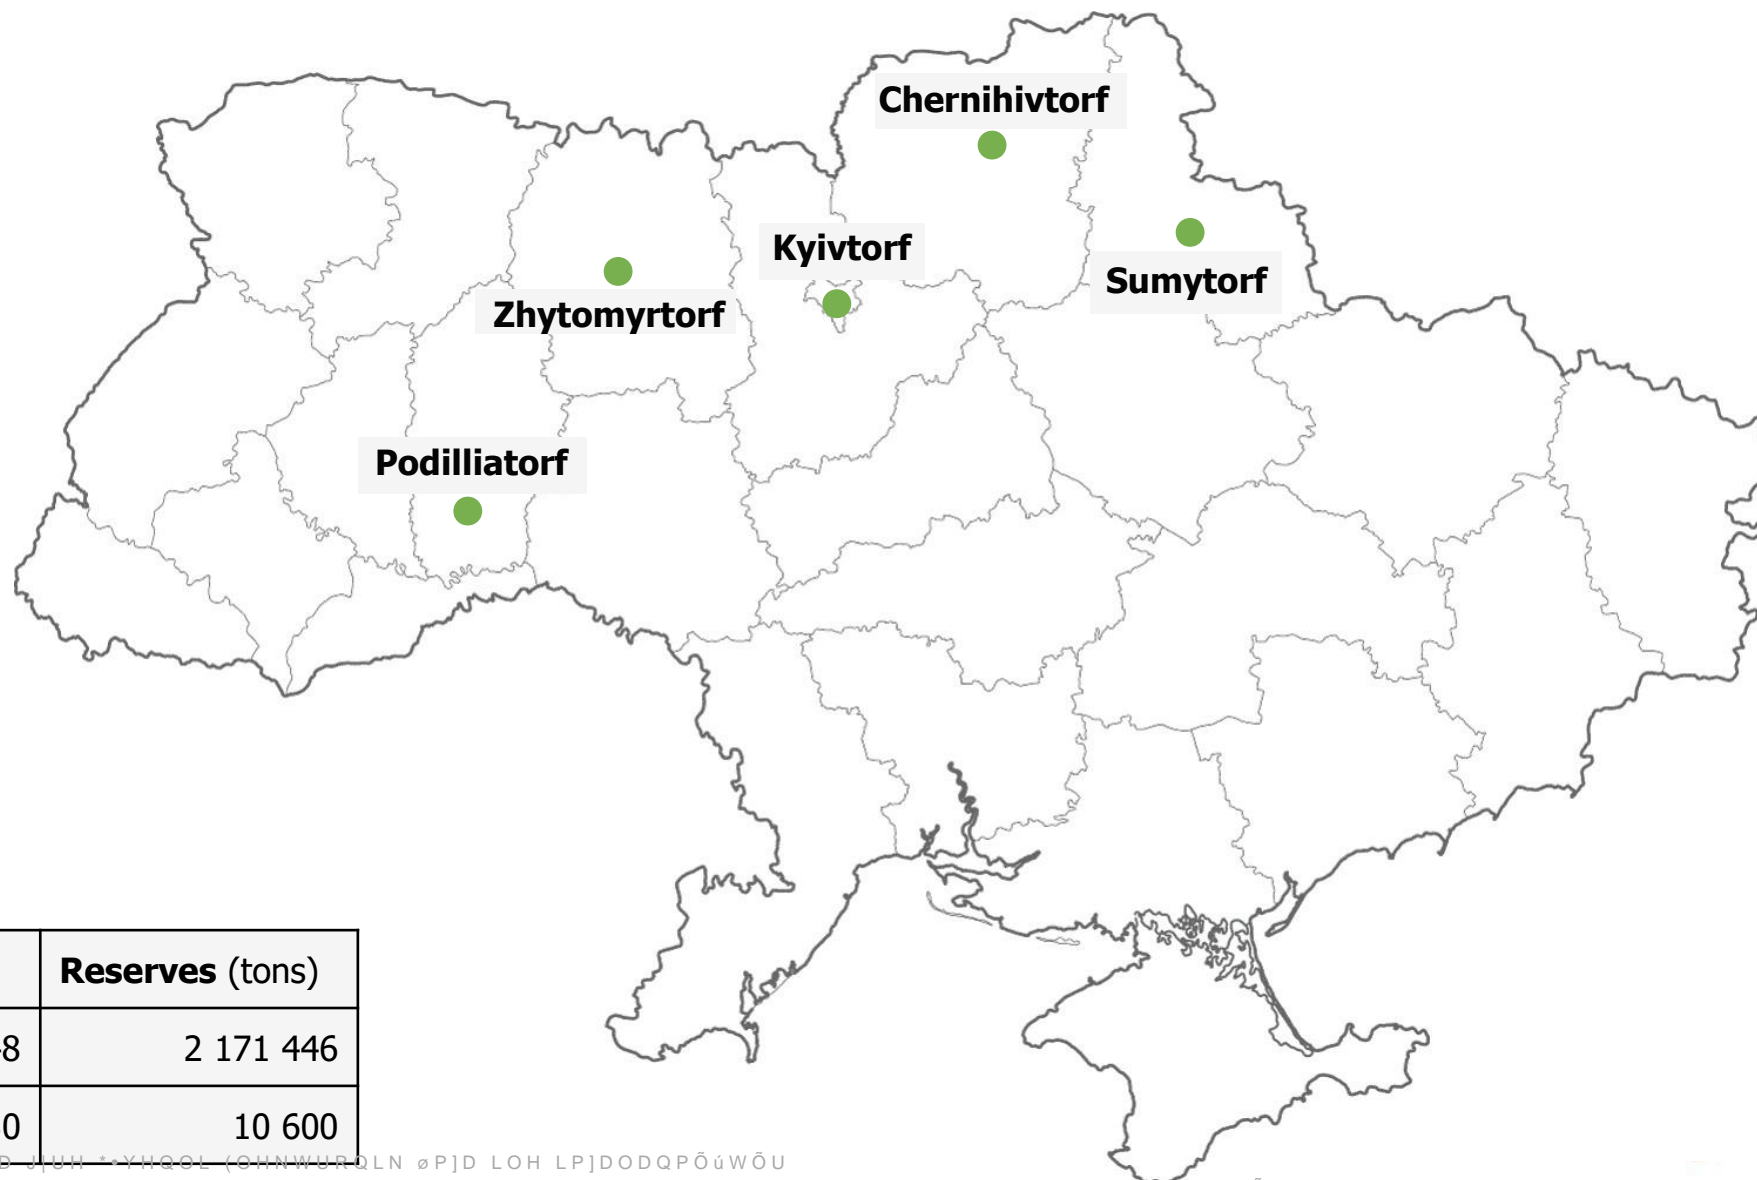 Chernihivtorf
Kyivtorf
Sumytorf
Zhytomyrtorf
Podilliatorf
Reserves (tons)
8 2 171 446
0 10 600